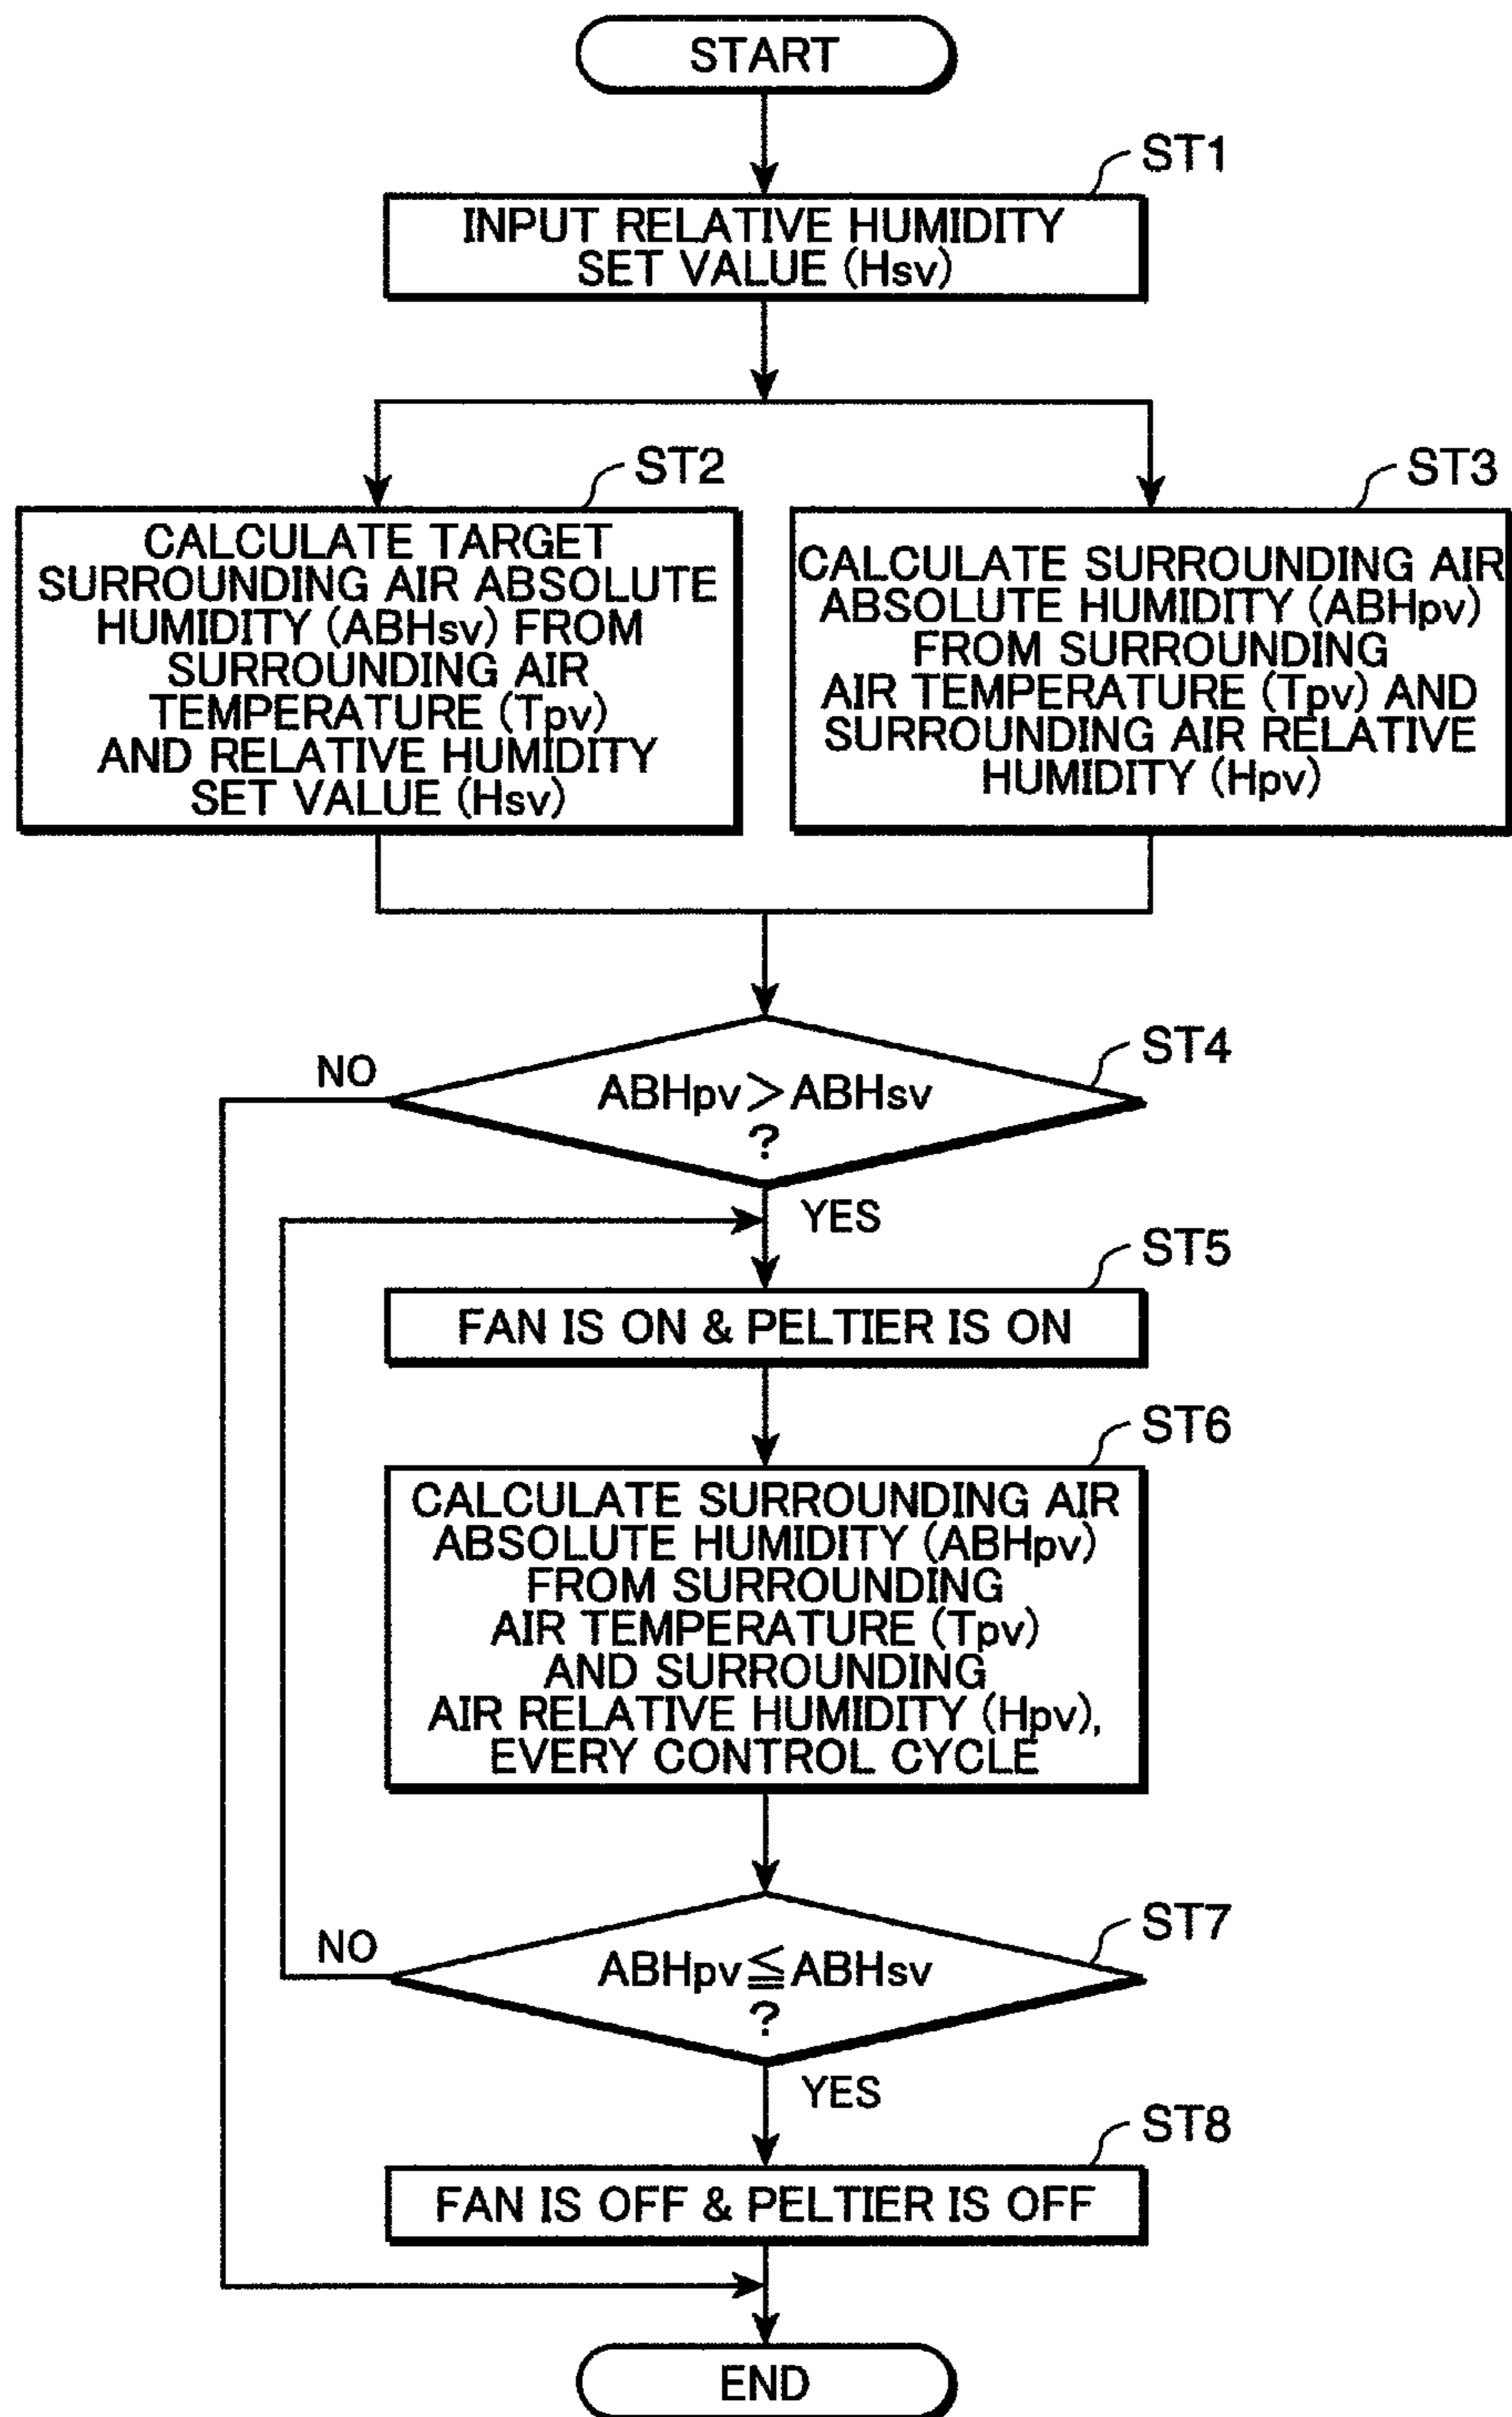 START
ST1
INPUT RELATIVE HUMIDITY
SET VALUE (Hsv)
ST2
CALCULATE TARGET
SURROUNDING AIR ABSOLUTE
HUMIDITY (ABHsv) FROM
SURROUNDING AIR
TEMPERATURE (Tpv)
AND RELATIVE HUMIDITY
SET VALUE (Hsv)
ST3
CALCULATE SURROUNDING AIR
ABSOLUTE HUMIDITY (ABHpv)
FROM SURROUNDING
AIR TEMPERATURE (Tpv) AND
SURROUNDING AIR RELATIVE
HUMIDITY (Hpv)
ST4
NO
ABHpv>ABHsv
?
YES
ST5
FAN IS ON & PELTIER IS ON
ST6
CALCULATE SURROUNDING AIR
ABSOLUTE HUMIDITY (ABHpv)
FROM SURROUNDING
AIR TEMPERATURE (Tpv)
AND SURROUNDING
AIR RELATIVE HUMIDITY (Hpv),
EVERY CONTROL CYCLE
ST7
NO
ABHpv≦ABHsv
?
YES
ST8
FAN IS OFF & PELTIER IS OFF
END